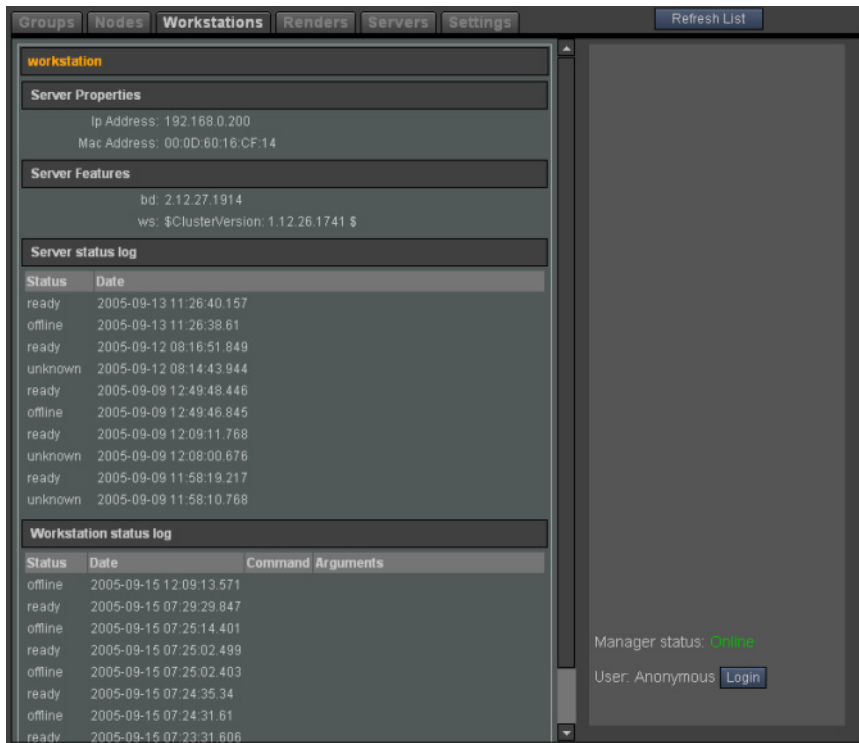 Groups Nodes Workstations Renders Servers Settings Refresh List
workstation
Server Properties
Ip Address: 192.168.0.200
Mac Address: 00:0D:60:16:CF:14
Server Features
bd: 2.12.27.1914
ws: $ClusterVersion: 1.12.26.1741 $
Server status log
Status Date
ready 2005-09-13 11:26:40.157
offline 2005-09-13 11:26:38.61
ready 2005-09-12 08:16:51.849
unknown 2005-09-12 08:14:43.944
ready 2005-09-09 12:49:48.446
offline 2005-09-09 12:49:46.845
ready 2005-09-09 12:09:11.768
unknown 2005-09-09 12:08:00.676
ready 2005-09-09 11:58:19.217
unknown 2005-09-09 11:58:10.768
Workstation status log
Status Date Command Arguments
offline 2005-09-15 12:09:13.571
ready 2005-09-15 07:29:29.847
offline 2005-09-15 07:25:14.401
ready 2005-09-15 07:25:02.499
offline 2005-09-15 07:25:02.403
ready 2005-09-15 07:24:35.34
offline 2005-09-15 07:24:31.61
ready 2005-09-15 07:23:31.606
Manager status: Online
User: Anonymous Login